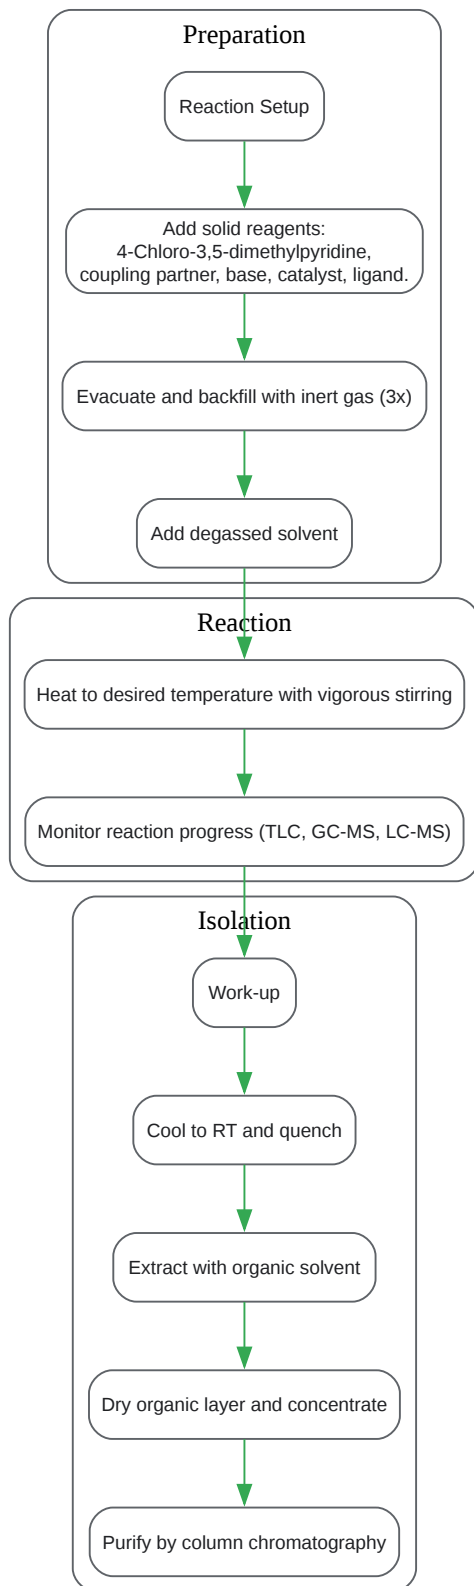 Preparation
Reaction Setup
Add solid reagents:
4-Chloro-3,5-dimethylpyridine,
coupling partner, base, catalyst, ligand.
Evacuate and backfill with inert gas (3x)
Add degassed solvent
Reaction
Heat to desired temperature with vigorous stirring
Monitor reaction progress (TLC, GC-MS, LC-MS)
Isolation
Work-up
Cool to RT and quench
Extract with organic solvent
Dry organic layer and concentrate
Purify by column chromatography